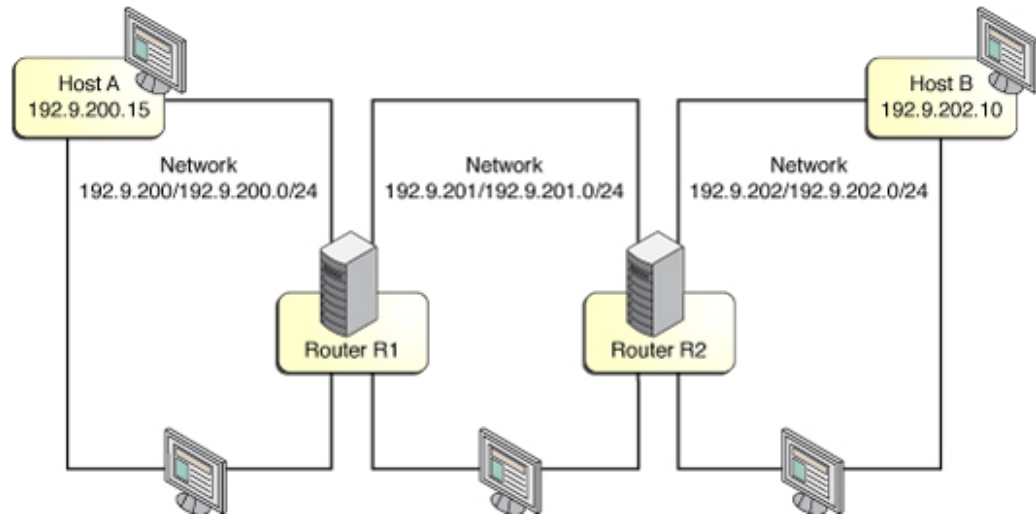 Host A
192.9.200.15
Host B
192.9.202.10
Network
192.9.200/192.9.200.0/24
Network
192.9.201/192.9.201.0/24
Network
192.9.202/192.9.202.0/24
Router R1
Router R2